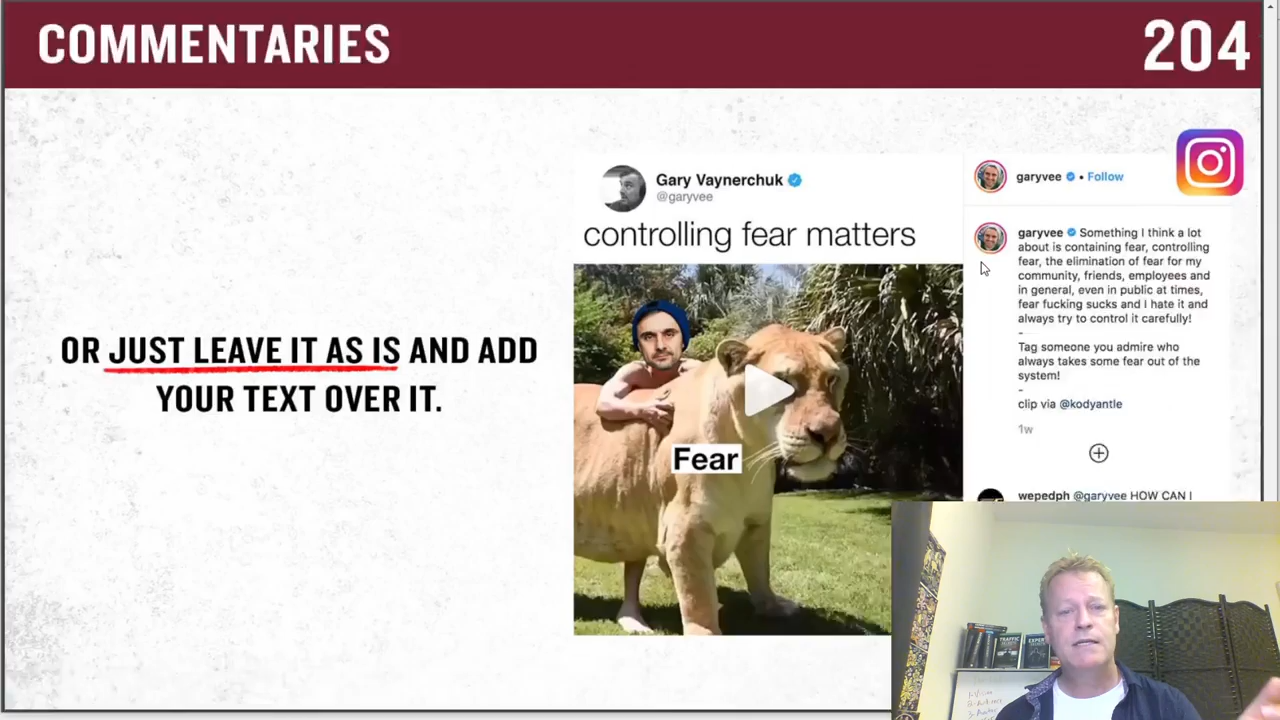 COMMENTARIES
204
OR JUST LEAVE IT AS IS AND ADD
YOUR TEXT OVER IT.
Gary Vaynerchuk
@garyvee
controlling fear matters
Fear
garyvee • Follow
garyvee Something I think a lot
about is containing fear, controlling
fear, the elimination of fear for my
community, friends, employees and
in general, even in public at times,
fear fucking sucks and I hate it and
always try to control it carefully!
-
Tag someone you admire who
always takes some fear out of the
system!
-
clip via @kodyantle
1w
wepedph @garyvee HOW CAN I
TRAFFIC
EXPERT